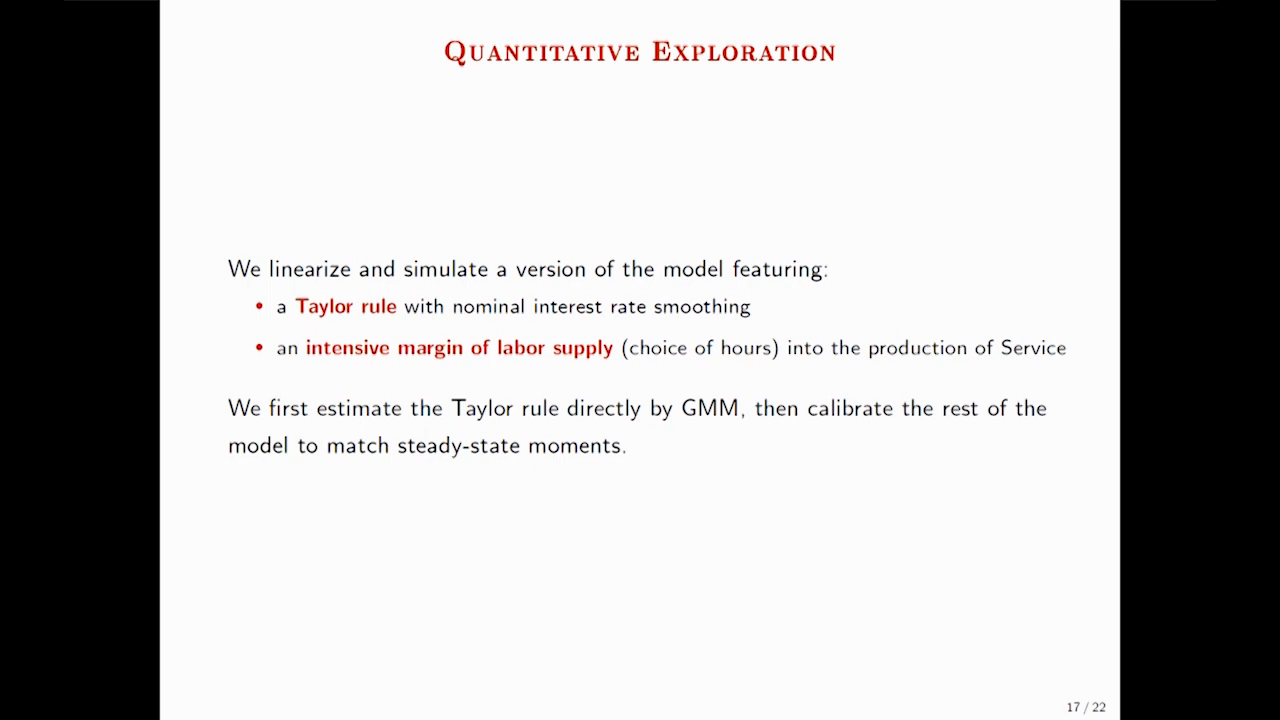 Quantitative Exploration
We linearize and simulate a version of the model featuring:
• a Taylor rule with nominal interest rate smoothing
• an intensive margin of labor supply (choice of hours) into the production of Service
We first estimate the Taylor rule directly by GMM, then calibrate the rest of the
model to match steady-state moments.
17 / 22